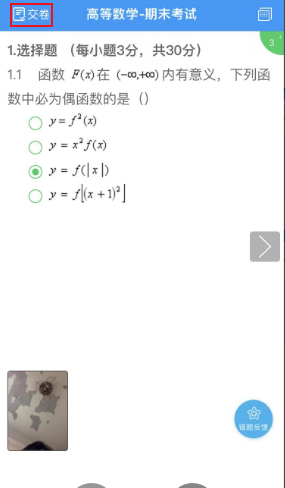 交卷 高等数学-期末考试
3
1.选择题 （每小题3分，共30分）
1.1 函数 F(x) 在 (−∞,+∞) 内有意义，下列函
数中必为偶函数的是（）
y = f²(x)
y = x²f(x)
y = f(|x|)
y = f[(x+1)²]
错题反馈